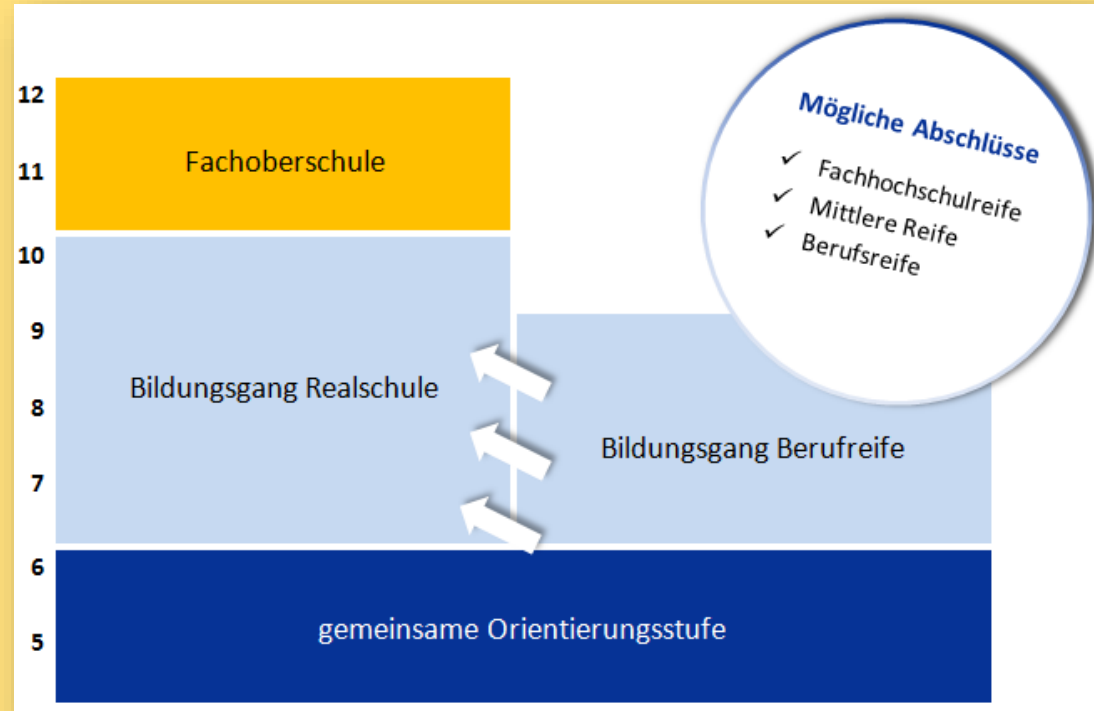 12
Fachoberschule
11
10
9
Bildungsgang Realschule
8
Bildungsgang Berufreife
7
6
gemeinsame Orientierungsstufe
5
Mögliche Abschlüsse
✓ Fachhochschulreife
✓ Mittlere Reife
✓ Berufsreife